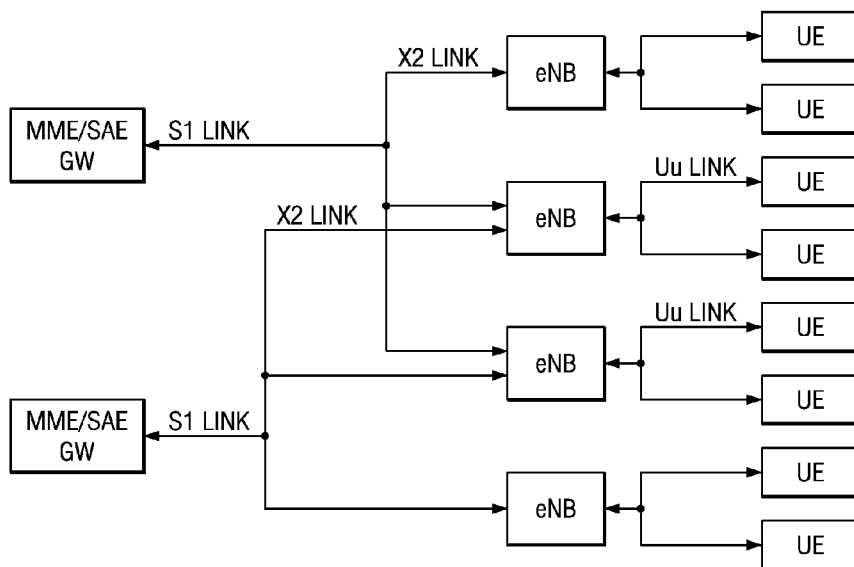 UE
X2 LINK
eNB
UE
MME/SAE
GW
S1 LINK
Uu LINK
UE
X2 LINK
eNB
UE
Uu LINK
UE
eNB
MME/SAE
GW
S1 LINK
UE
UE
eNB
UE